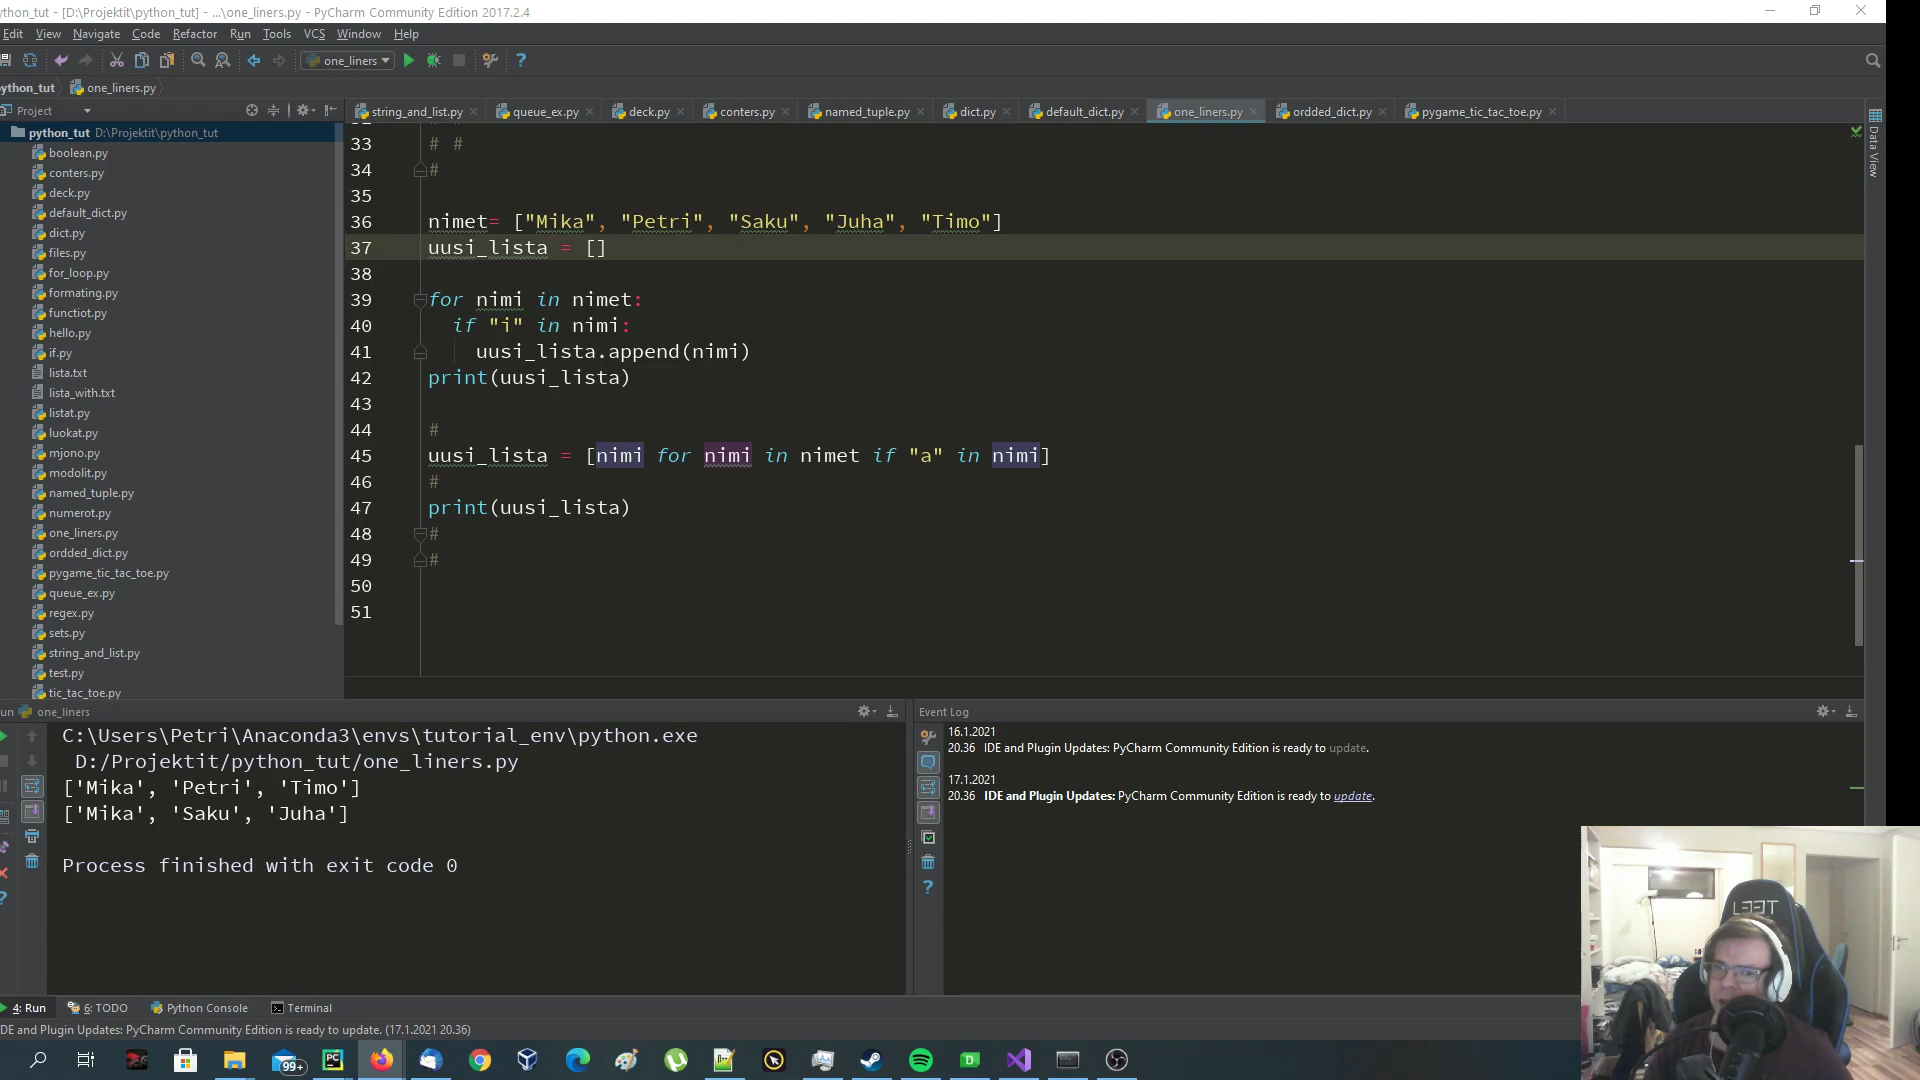 ython_tut - [D:\Projektit\python_tut] - ...\one_liners.py - PyCharm Community Edition 2017.2.4
Edit View Navigate Code Refactor Run Tools VCS Window Help
one_liners
ython_tut one_liners.py
Project
string_and_list.py queue_ex.py deck.py conters.py named_tuple.py dict.py default_dict.py one_liners.py ordded_dict.py pygame_tic_tac_toe.py
Data View
python_tut D:\Projektit\python_tut
boolean.py
conters.py
deck.py
default_dict.py
dict.py
files.py
for_loop.py
formating.py
functiot.py
hello.py
if.py
lista.txt
lista_with.txt
listat.py
luokat.py
mjono.py
modolit.py
named_tuple.py
numerot.py
one_liners.py
ordded_dict.py
pygame_tic_tac_toe.py
queue_ex.py
regex.py
sets.py
string_and_list.py
test.py
tic_tac_toe.py
33 # #
34 #
35
36 nimet= ["Mika", "Petri", "Saku", "Juha", "Timo"]
37 uusi_lista = []
38
39 for nimi in nimet:
40 if "i" in nimi:
41 uusi_lista.append(nimi)
42 print(uusi_lista)
43
44 #
45 uusi_lista = [nimi for nimi in nimet if "a" in nimi]
46 #
47 print(uusi_lista)
48 #
49 #
50
51
un one_liners
C:\Users\Petri\Anaconda3\envs\tutorial_env\python.exe
D:/Projektit/python_tut/one_liners.py
['Mika', 'Petri', 'Timo']
['Mika', 'Saku', 'Juha']
Process finished with exit code 0
Event Log
16.1.2021
20.36 IDE and Plugin Updates: PyCharm Community Edition is ready to update.
17.1.2021
20.36 IDE and Plugin Updates: PyCharm Community Edition is ready to update.
4: Run 6: TODO Python Console Terminal
DE and Plugin Updates: PyCharm Community Edition is ready to update. (17.1.2021 20.36)
99+
PC
D